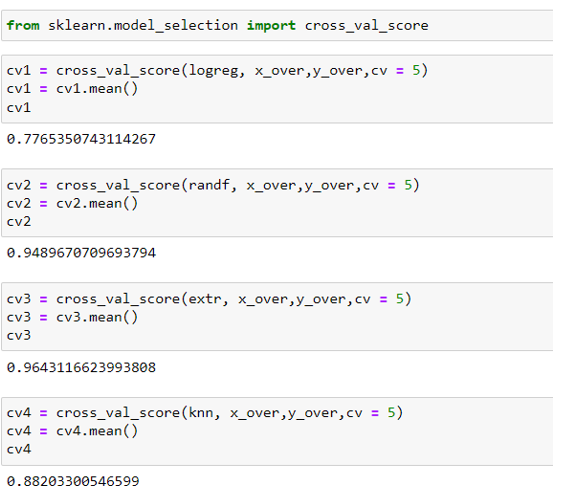 from sklearn.model_selection import cross_val_score
cv1 = cross_val_score(logreg, x_over,y_over,cv = 5)
cv1 = cv1.mean()
cv1
0.7765350743114267
cv2 = cross_val_score(randf, x_over,y_over,cv = 5)
cv2 = cv2.mean()
cv2
0.9489670709693794
cv3 = cross_val_score(extr, x_over,y_over,cv = 5)
cv3 = cv3.mean()
cv3
0.9643116623993808
cv4 = cross_val_score(knn, x_over,y_over,cv = 5)
cv4 = cv4.mean()
cv4
0.88203300546599